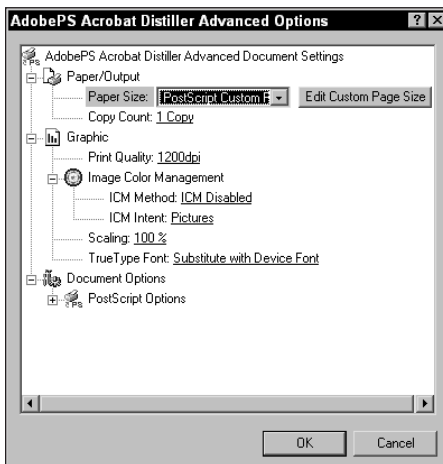 AdobePS Acrobat Distiller Advanced Options
AdobePS Acrobat Distiller Advanced Document Settings
Paper/Output
Paper Size: PostScript Custom P Edit Custom Page Size
Copy Count: 1 Copy
Graphic
Print Quality: 1200dpi
Image Color Management
ICM Method: ICM Disabled
ICM Intent: Pictures
Scaling: 100 %
TrueType Font: Substitute with Device Font
Document Options
PostScript Options
OK Cancel